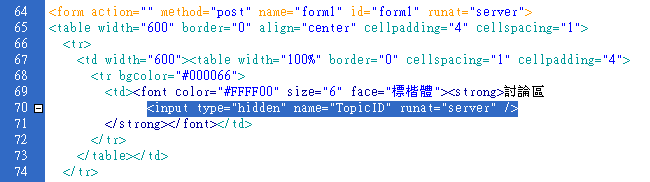 64 <form action="" method="post" name="form1" id="form1" runat="server">
65 <table width="600" border="0" align="center" cellpadding="4" cellspacing="1">
66 <tr>
67 <td width="600"><table width="100%" border="0" cellspacing="1" cellpadding="4">
68 <tr bgColor="#000066">
69 <td><font color="#FFFF00" size="6" face="標楷體"><strong>討論區
70 <input type="hidden" name="TopicID" runat="server" />
71 </strong></font></td>
72 </tr>
73 </table></td>
74 </tr>